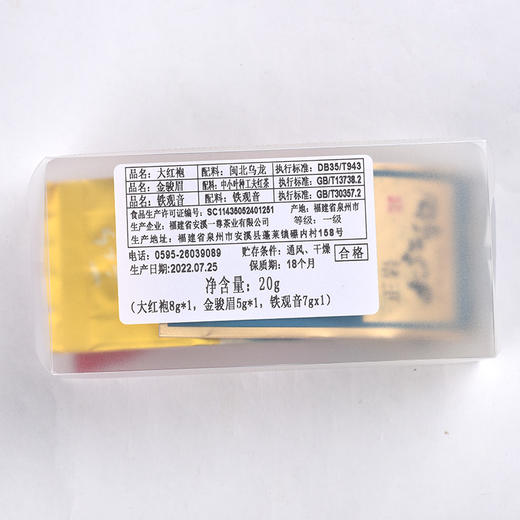 品名：大红袍 配料：闽北乌龙 执行标准：DB35/T943
品名：金骏眉 配料：中小叶种工夫红茶 执行标准：GB/T13738.2
品名：铁观音 配料：铁观音 执行标准：GB/T30357.2
食品生产许可证编号：SC11435052401251 产地：福建省泉州市
生产企业：福建省安溪一尊茶业有限公司 等级：一级
生产地址：福建省泉州市安溪县蓬莱镇礤内村158号
电话：0595-26039089 贮存条件：通风、干燥
生产日期：2022.07.25 保质期：18个月 合格
净含量：20g
（大红袍8g*1，金骏眉5g*1，铁观音7gx1）
正岩